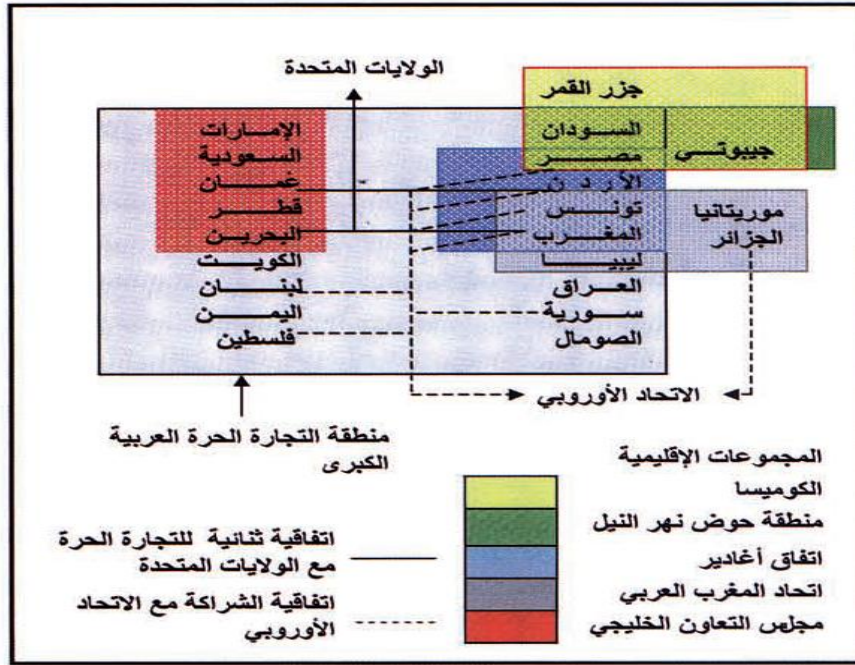 الولايات المتحدة
جزر القمر
السودان
جيبوتي
مصر
الأردن
تونس
المغرب
ليبيا
العراق
سورية
الصومال
موريتانيا
الجزائر
الإمارات
السعودية
عمان
قطر
البحرين
الكويت
لبنان
اليمن
فلسطين
الاتحاد الأوروبي
منطقة التجارة الحرة العربية
الكبرى
المجموعات الإقليمية
الكوميسا
منطقة حوض نهر النيل
اتفاق أغادير
اتحاد المغرب العربي
مجلس التعاون الخليجي
اتفاقية ثنائية للتجارة الحرة
مع الولايات المتحدة
اتفاقية الشراكة مع الاتحاد
الأوروبي